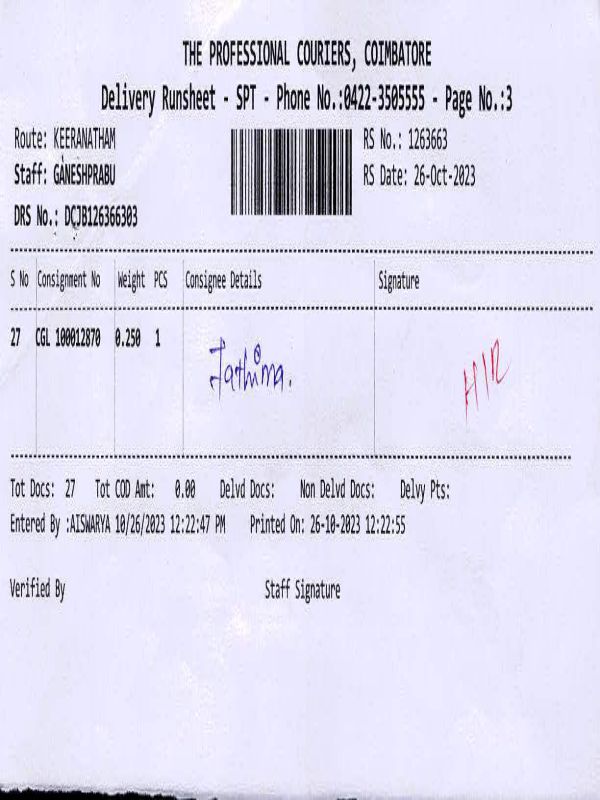 THE PROFESSIONAL COURIERS, COIMBATORE
Delivery Runsheet - SPT - Phone No.:0422-3505555 - Page No.:3
Route: KEERANATHAM
RS No.: 1263663
Staff: GANESHPRABU
RS Date: 26-Oct-2023
DRS No.: DCJB126366303
S No Consignment No Weight PCS Consignee Details Signature
27 CGL 100012870 0.250 1 Jathima. H/R
Tot Docs: 27 Tot COD Amt: 0.00 Delvd Docs: Non Delvd Docs: Delvy Pts:
Entered By :AISWARYA 10/26/2023 12:22:47 PM Printed On: 26-10-2023 12:22:55
Verified By Staff Signature